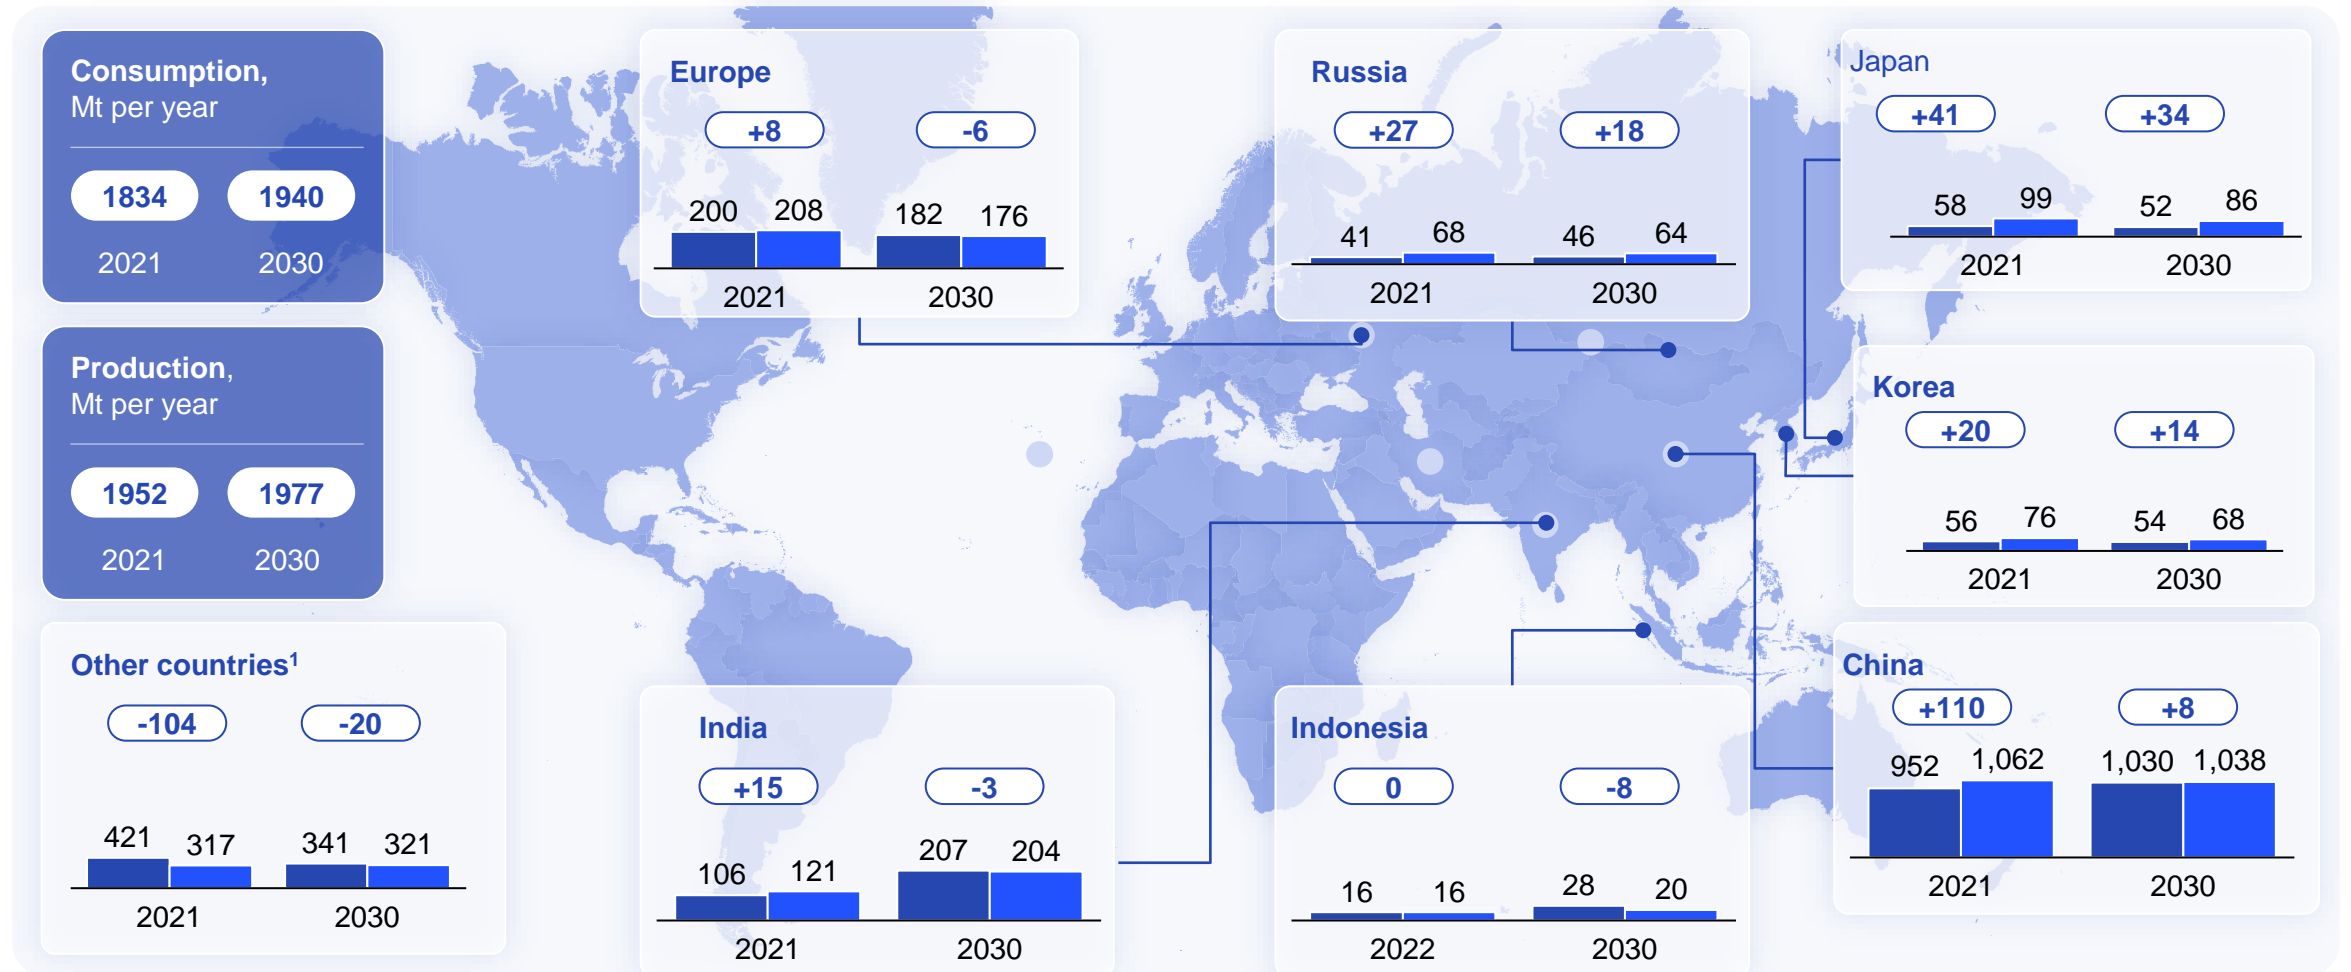 Consumption,
Mt per year
1834 1940
2021 2030
Production,
Mt per year
1952 1977
2021 2030
Other countries¹
-104 -20
421 317 341 321
2021 2030
Europe
+8 -6
200 208 182 176
2021 2030
Russia
+27 +18
41 68 46 64
2021 2030
Japan
+41 +34
58 99 52 86
2021 2030
Korea
+20 +14
56 76 54 68
2021 2030
India
+15 -3
106 121 207 204
2021 2030
Indonesia
0 -8
16 16 28 20
2022 2030
China
+110 +8
952 1,062 1,030 1,038
2021 2030